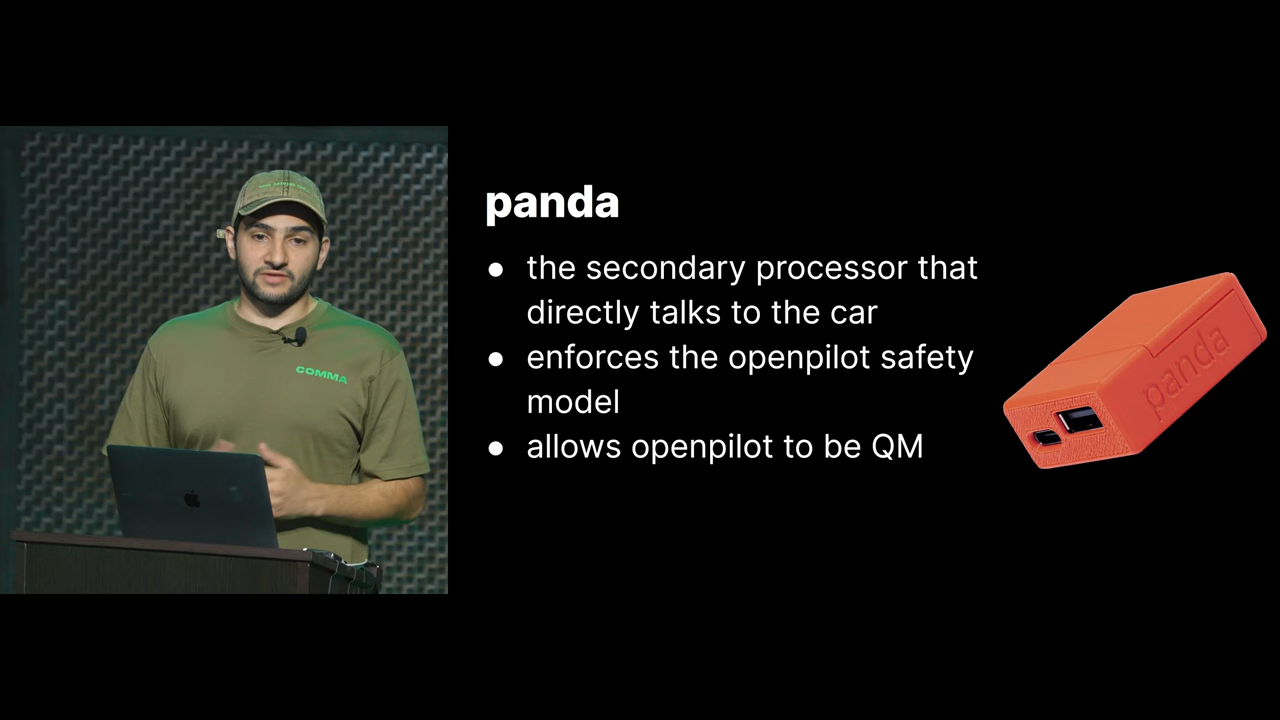 panda
● the secondary processor that
directly talks to the car
● enforces the openpilot safety
model
● allows openpilot to be QM
COMMA
panda